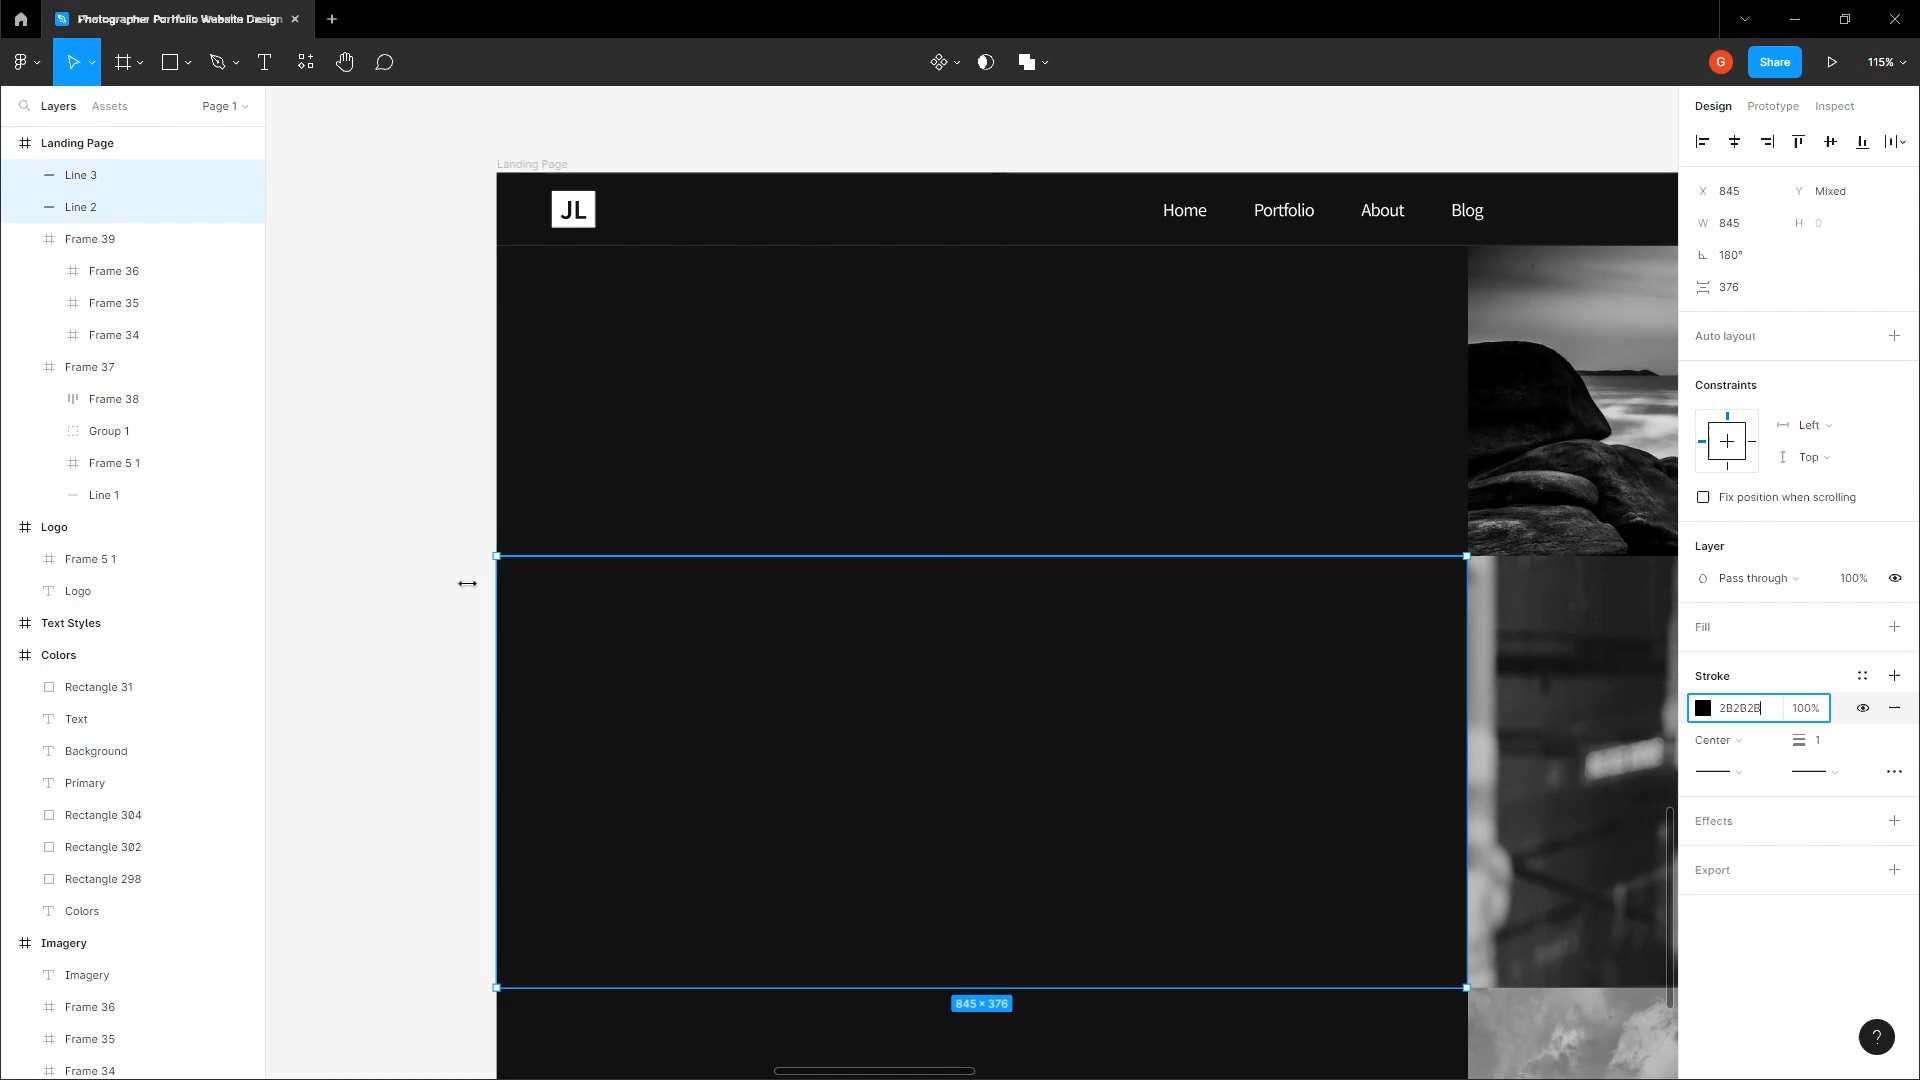 Photographer Portfolio Website Design
Share
115%
G
Layers
Assets
Page 1
Landing Page
Line 3
Line 2
Frame 39
Frame 36
Frame 35
Frame 34
Frame 37
Frame 38
Group 1
Frame 5 1
Line 1
Logo
Frame 5 1
Logo
Text Styles
Colors
Rectangle 31
Text
Background
Primary
Rectangle 304
Rectangle 302
Rectangle 298
Colors
Imagery
Imagery
Frame 36
Frame 35
Frame 34
Landing Page
JL
Home
Portfolio
About
Blog
845 × 376
Design
Prototype
Inspect
X 845
Y Mixed
W 845
H 0
180°
376
Auto layout
Constraints
Left
Top
Fix position when scrolling
Layer
Pass through
100%
Fill
Stroke
2B2B2B
100%
Center
1
Effects
Export
?